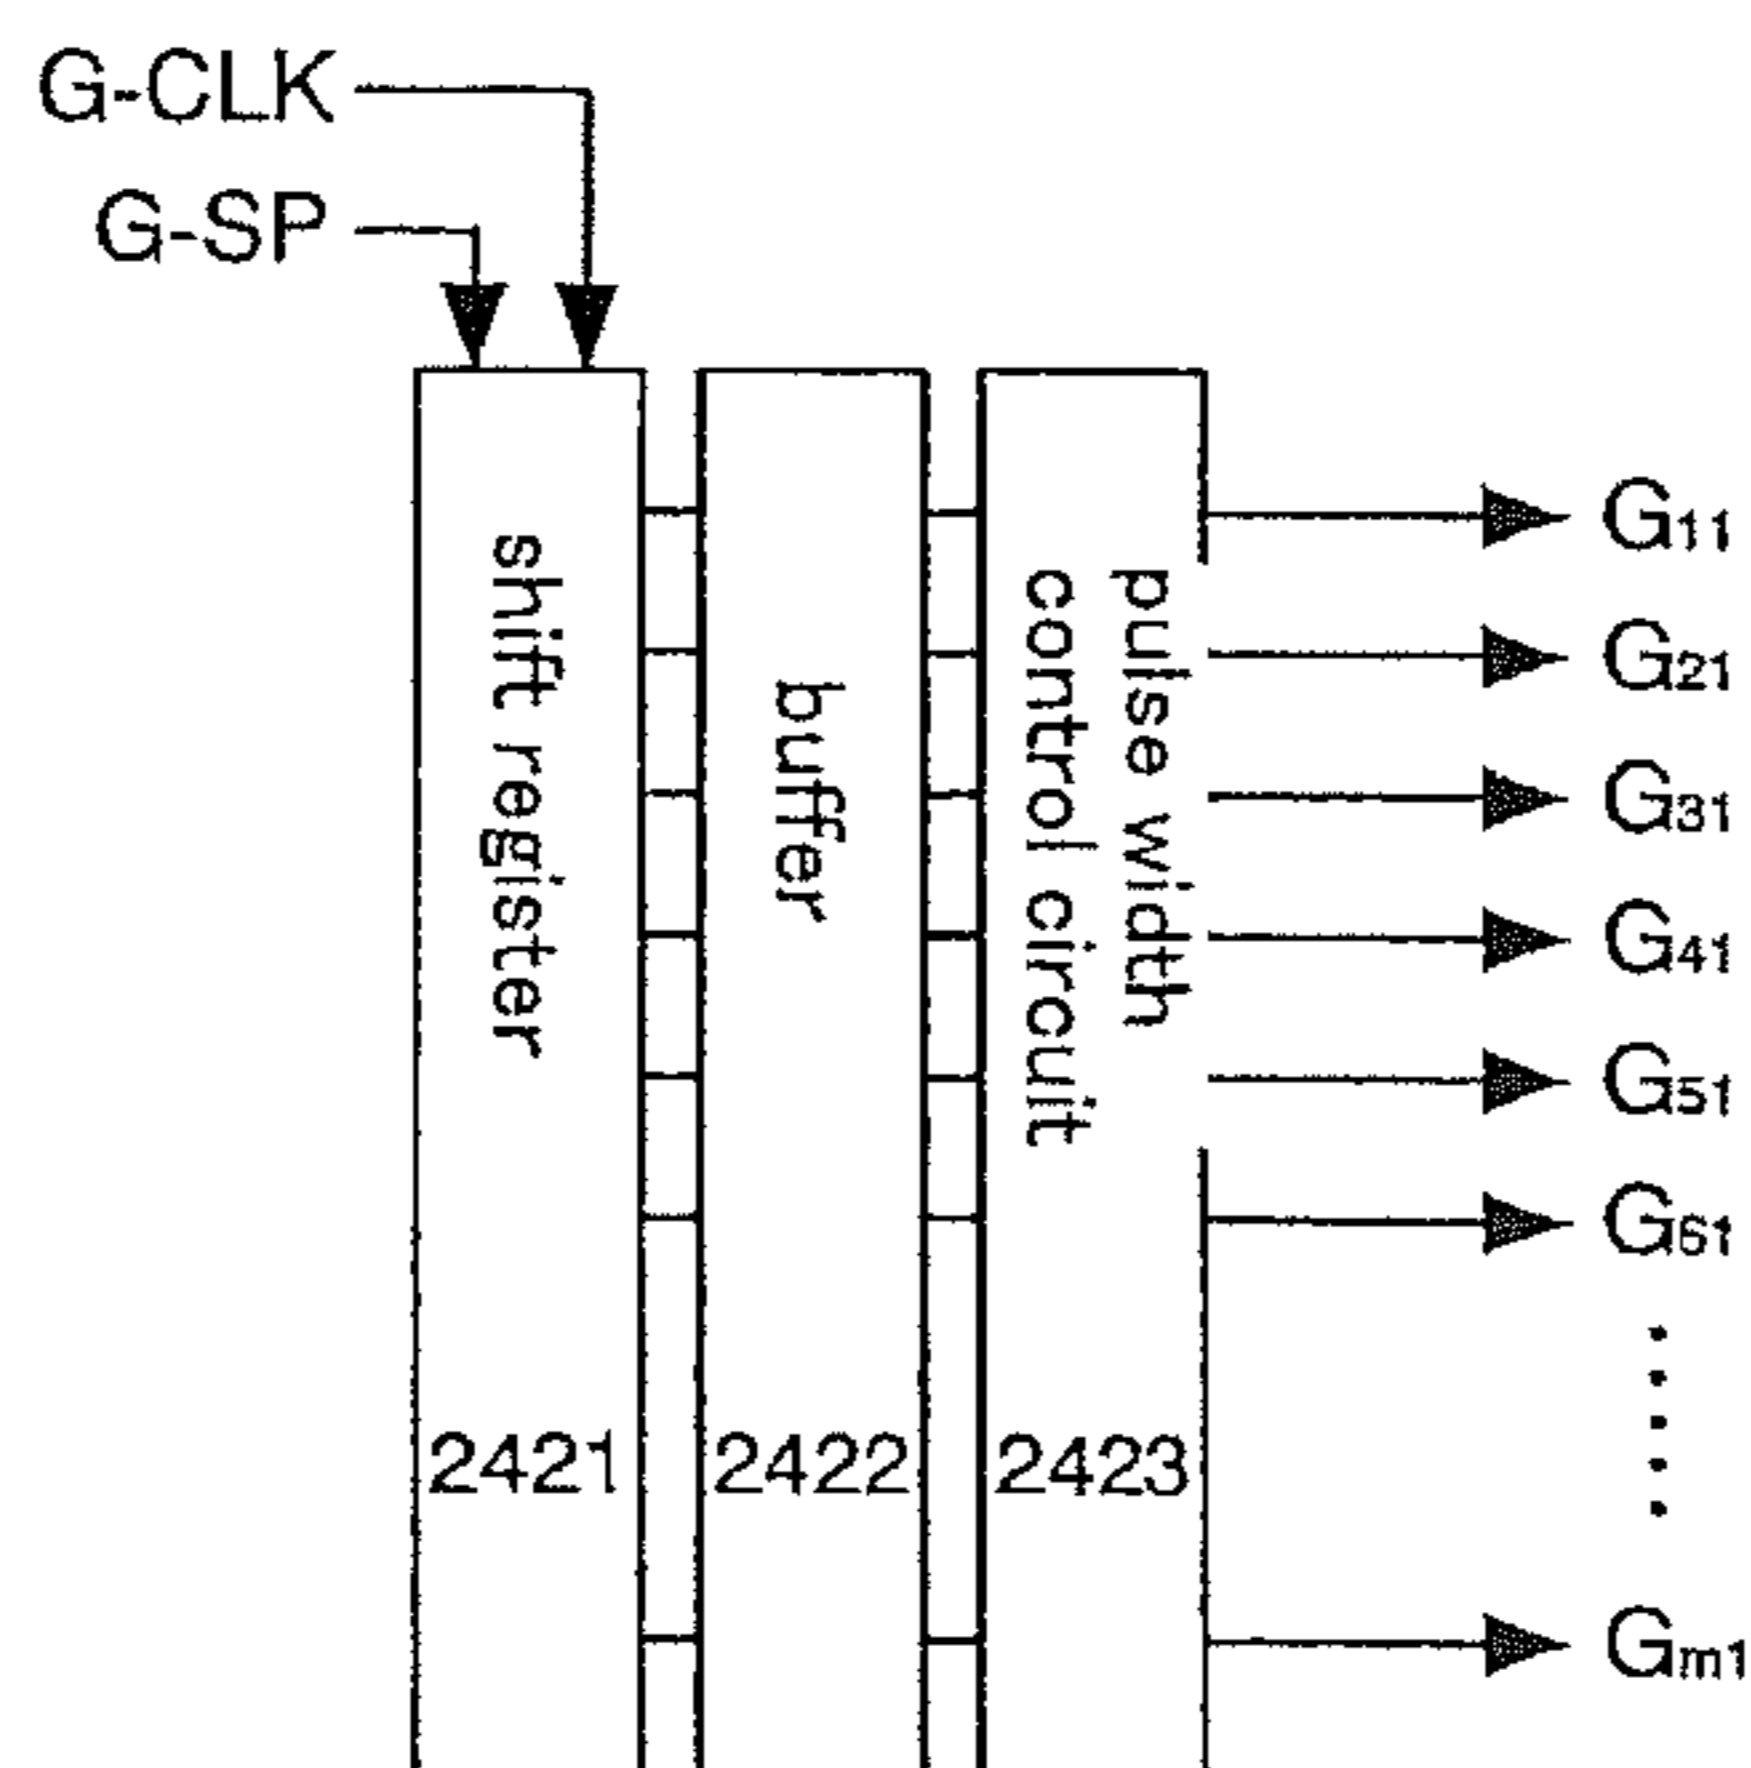 G-CLK
G-SP
shift register
2421
buffer
2422
pulse width
control circuit
2423
G11
G21
G31
G41
G51
G61
Gm1